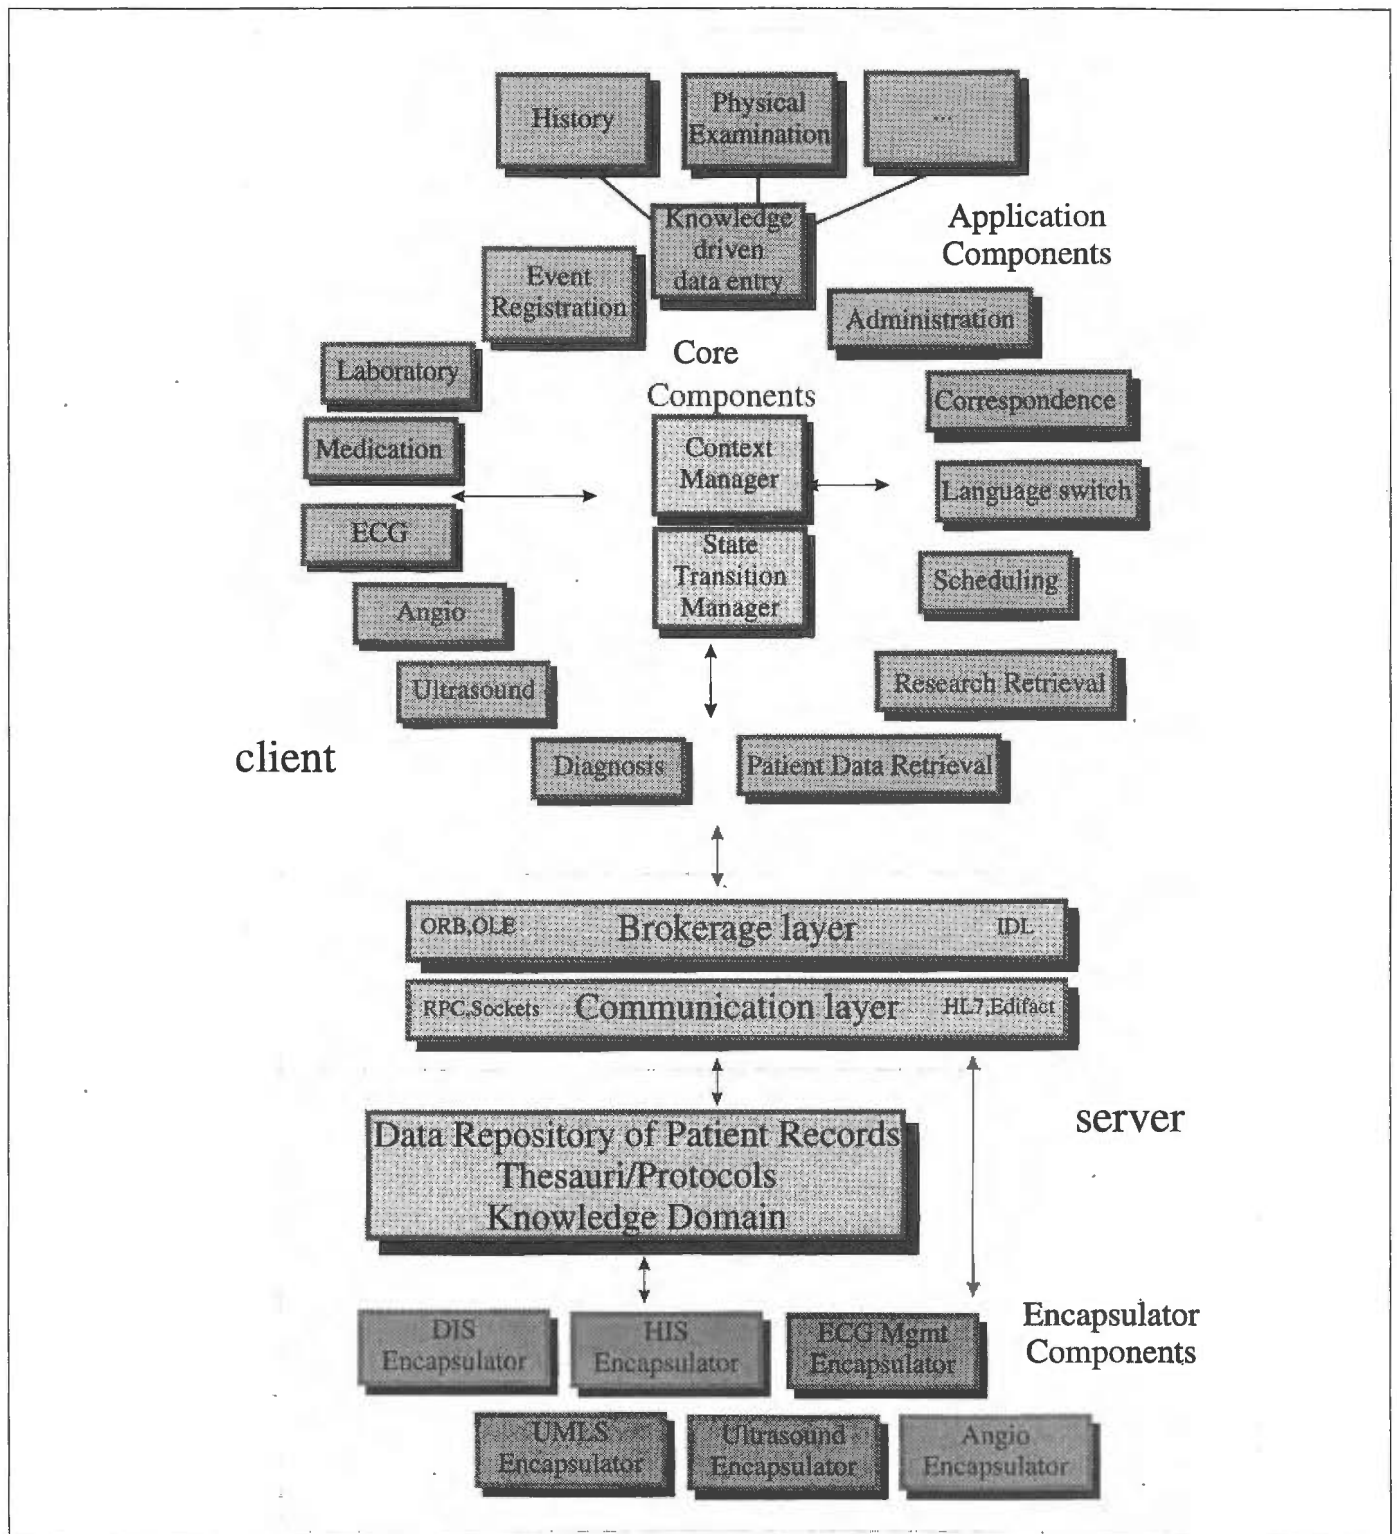 History
Physical
Examination
...
Knowledge
driven
data entry
Application
Components
Event
Registration
Administration
Core
Components
Laboratory
Correspondence
Medication
Context
Manager
Language switch
ECG
State
Transition
Manager
Scheduling
Angio
Ultrasound
Research Retrieval
client
Diagnosis
Patient Data Retrieval
ORB,OLE Brokerage layer IDL
RPC,Sockets Communication layer HL7,Edifact
server
Data Repository of Patient Records
Thesauri/Protocols
Knowledge Domain
DIS
Encapsulator
HIS
Encapsulator
ECG Mgmt
Encapsulator
Encapsulator
Components
UMLS
Encapsulator
Ultrasound
Encapsulator
Angio
Encapsulator